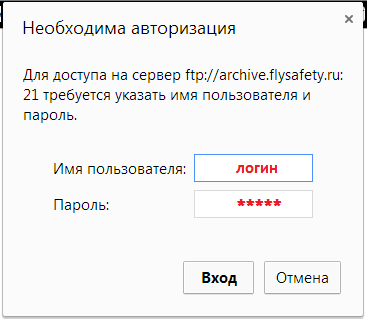 Необходима авторизация
Для доступа на сервер ftp://archive.flysafety.ru:
21 требуется указать имя пользователя и
пароль.
Имя пользователя: логин
Пароль: *****
Вход Отмена